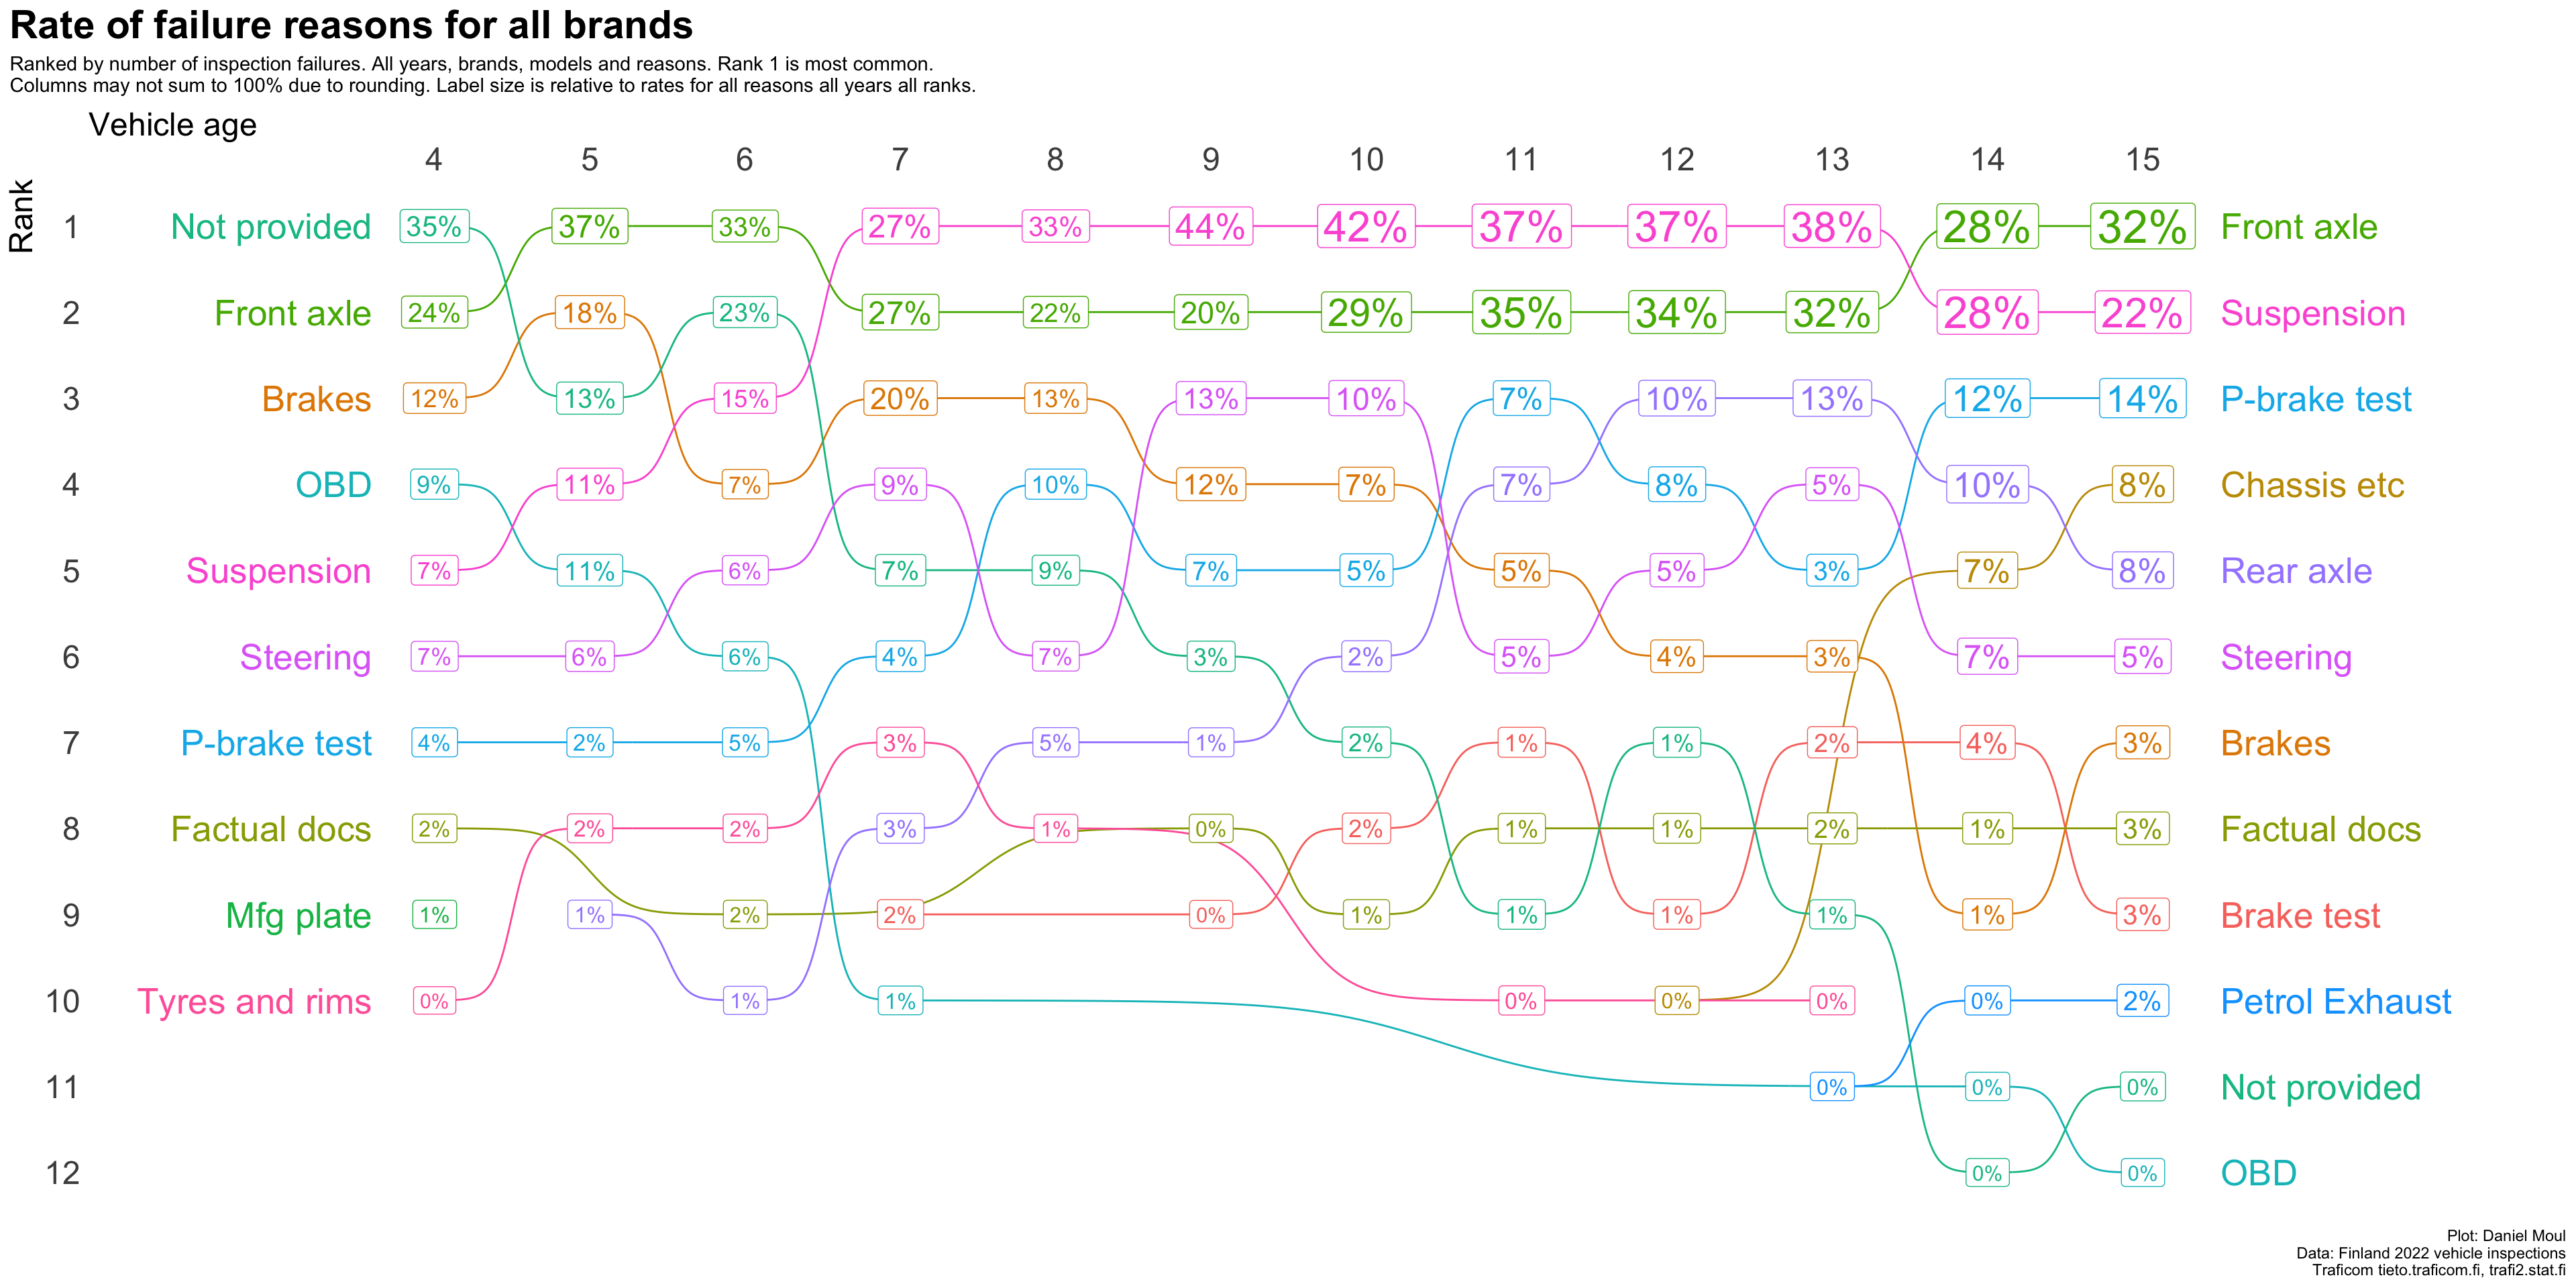 Rate of failure reasons for all brands
Ranked by number of inspection failures. All years, brands, models and reasons. Rank 1 is most common.
Columns may not sum to 100% due to rounding. Label size is relative to rates for all reasons all years all ranks.
Vehicle age
4 5 6 7 8 9 10 11 12 13 14 15
Rank
1 Not provided 35% 37% 33% 27% 33% 44% 42% 37% 37% 38% 28% 32% Front axle
2 Front axle 24% 18% 23% 27% 22% 20% 29% 35% 34% 32% 28% 22% Suspension
3 Brakes 12% 13% 15% 20% 13% 13% 10% 7% 10% 13% 12% 14% P-brake test
4 OBD 9% 11% 7% 9% 10% 12% 7% 7% 8% 5% 10% 8% Chassis etc
5 Suspension 7% 11% 6% 7% 9% 7% 5% 5% 5% 3% 7% 8% Rear axle
6 Steering 7% 6% 6% 4% 7% 3% 2% 5% 4% 3% 7% 5% Steering
7 P-brake test 4% 2% 5% 3% 5% 1% 2% 1% 1% 2% 4% 3% Brakes
8 Factual docs 2% 2% 2% 3% 1% 0% 2% 1% 1% 2% 1% 3% Factual docs
9 Mfg plate 1% 1% 2% 2% 0% 1% 1% 1% 1% 1% 3% Brake test
10 Tyres and rims 0% 1% 1% 0% 0% 0% 0% 2% Petrol Exhaust
11 0% 0% 0% Not provided
12 0% 0% OBD
Plot: Daniel Moul
Data: Finland 2022 vehicle inspections
Traficom tieto.traficom.fi, trafi2.stat.fi